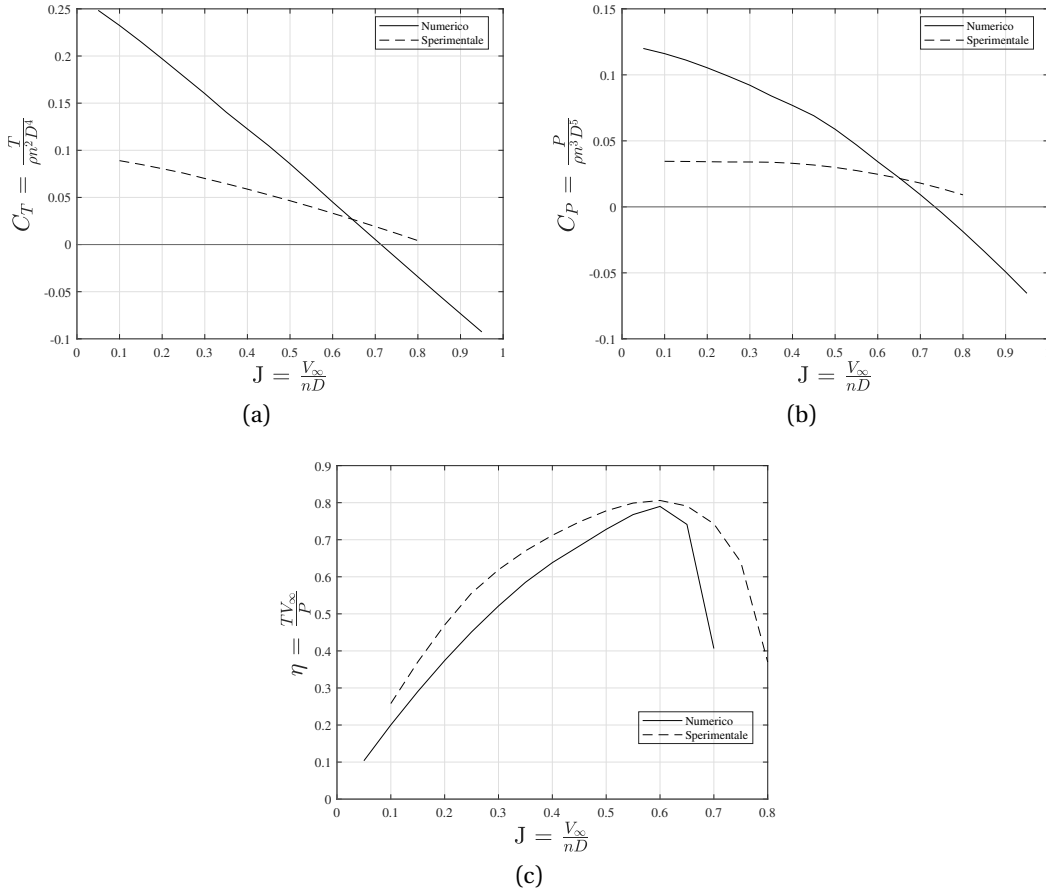 0.25
0.2
0.15
0.1
0.05
0
-0.05
-0.1
0 0.1 0.2 0.3 0.4 0.5 0.6 0.7 0.8 0.9 1
C_T = T / ρn²D⁴
J = V∞ / nD
Numerico
Sperimentale
(a)
0.15
0.1
0.05
0
-0.05
-0.1
0 0.1 0.2 0.3 0.4 0.5 0.6 0.7 0.8 0.9
C_P = P / ρn³D⁵
J = V∞ / nD
Numerico
Sperimentale
(b)
0.9
0.8
0.7
0.6
0.5
0.4
0.3
0.2
0.1
0
0 0.1 0.2 0.3 0.4 0.5 0.6 0.7 0.8
η = TV∞ / P
J = V∞ / nD
Numerico
Sperimentale
(c)